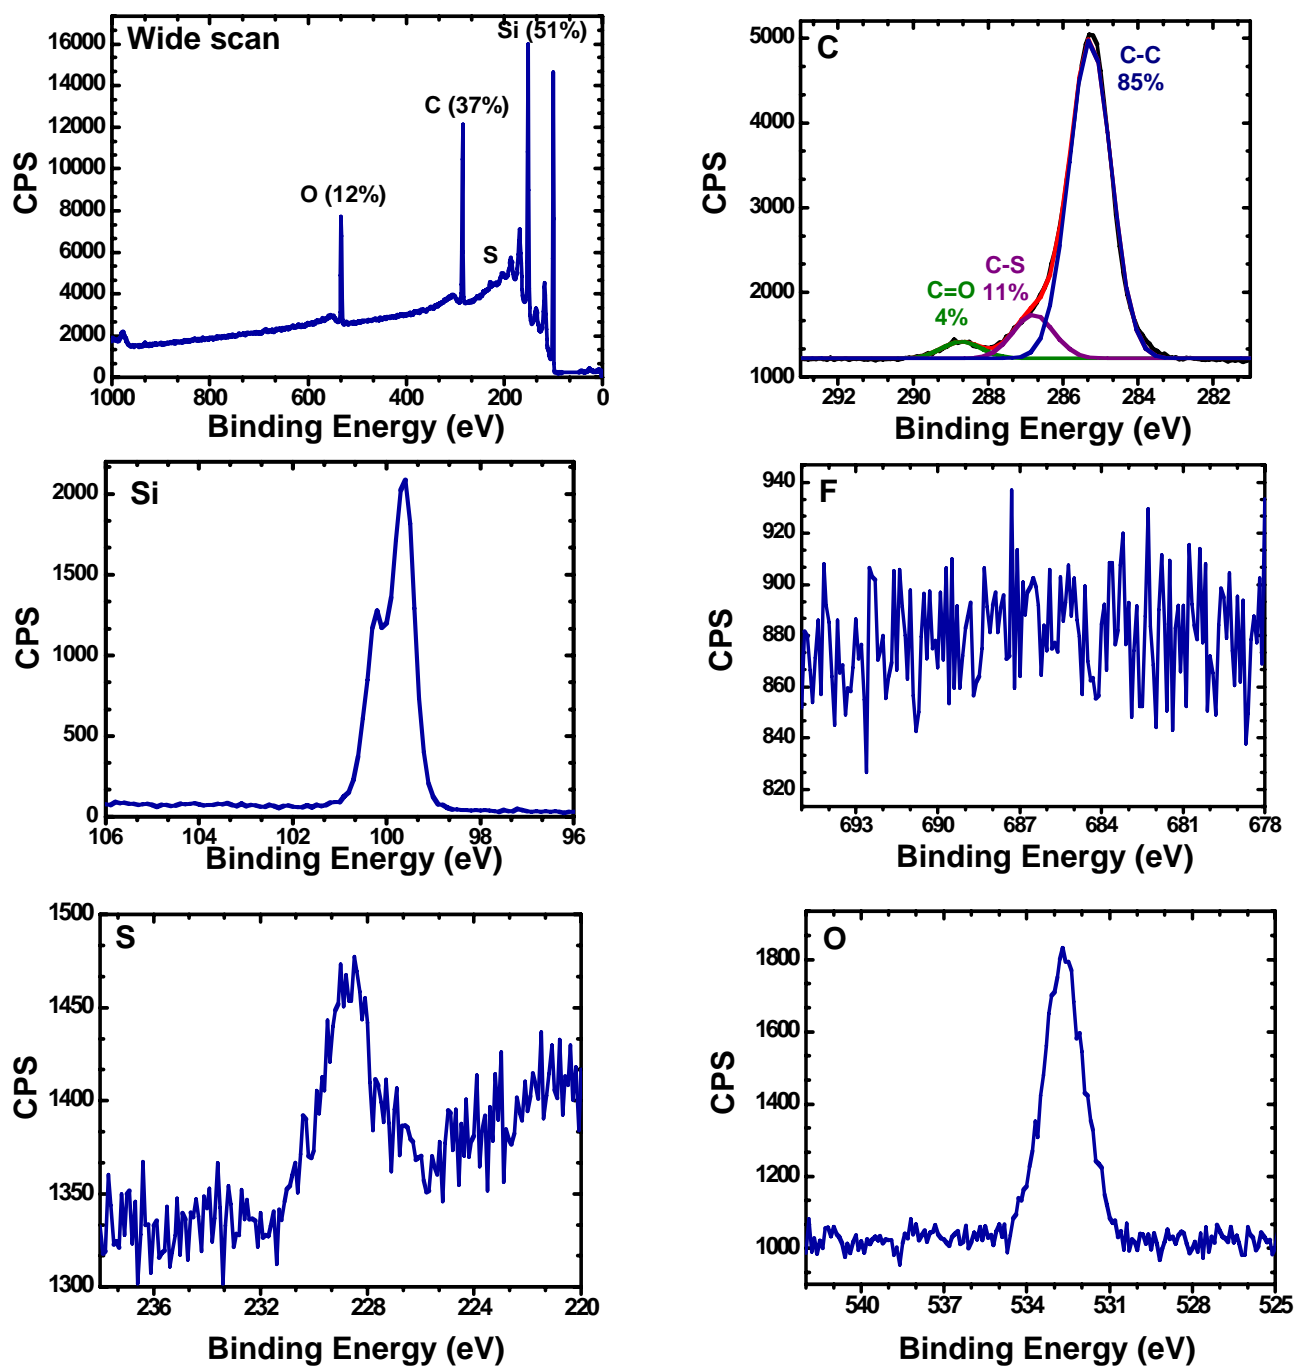 Wide scan
Si (51%)
C (37%)
O (12%)
S
16000
14000
12000
10000
8000
6000
4000
2000
0
CPS
1000
800
600
400
200
0
Binding Energy (eV)
C
C-C
85%
C-S
11%
C=O
4%
5000
4000
3000
2000
1000
CPS
292
290
288
286
284
282
Binding Energy (eV)
Si
2000
1500
1000
500
0
CPS
106
104
102
100
98
96
Binding Energy (eV)
F
940
920
900
880
860
840
820
CPS
693
690
687
684
681
678
Binding Energy (eV)
S
1500
1450
1400
1350
1300
CPS
236
232
228
224
220
Binding Energy (eV)
O
1800
1600
1400
1200
1000
CPS
540
537
534
531
528
525
Binding Energy (eV)